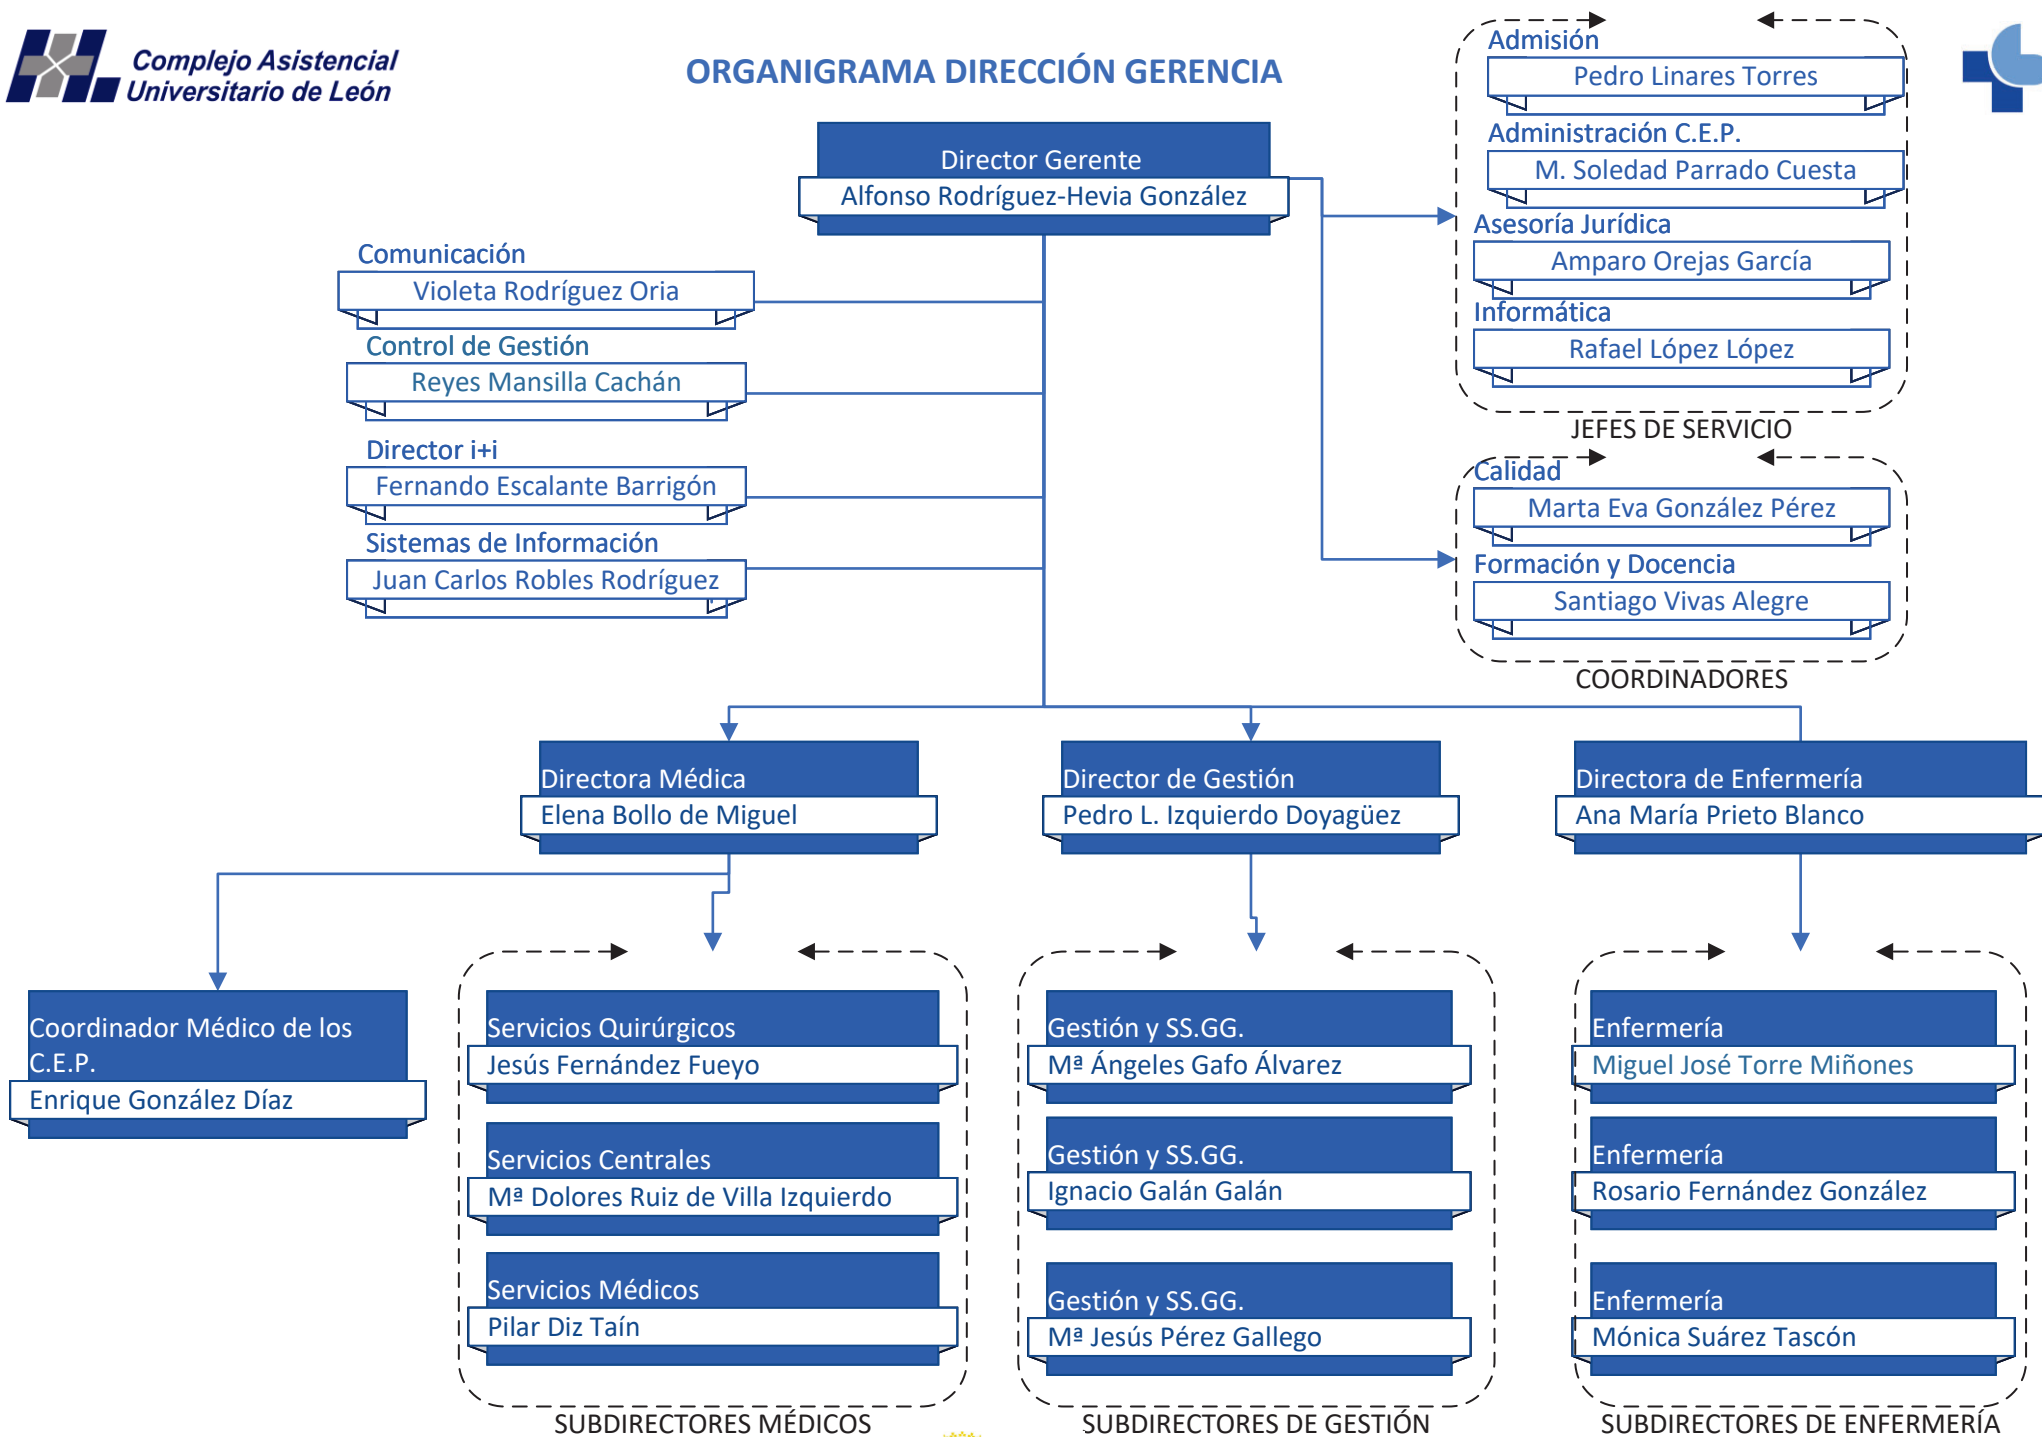 Complejo Asistencial
Universitario de León
ORGANIGRAMA DIRECCIÓN GERENCIA
Director Gerente
Alfonso Rodríguez-Hevia González
Admisión
Pedro Linares Torres
Administración C.E.P.
M. Soledad Parrado Cuesta
Asesoría Jurídica
Amparo Orejas García
Informática
Rafael López López
JEFES DE SERVICIO
Comunicación
Violeta Rodríguez Oria
Control de Gestión
Reyes Mansilla Cachán
Director i+i
Fernando Escalante Barrigón
Sistemas de Información
Juan Carlos Robles Rodríguez
Calidad
Marta Eva González Pérez
Formación y Docencia
Santiago Vivas Alegre
COORDINADORES
Directora Médica
Elena Bollo de Miguel
Director de Gestión
Pedro L. Izquierdo Doyagüez
Directora de Enfermería
Ana María Prieto Blanco
Coordinador Médico de los
C.E.P.
Enrique González Díaz
Servicios Quirúrgicos
Jesús Fernández Fueyo
Servicios Centrales
Mª Dolores Ruiz de Villa Izquierdo
Servicios Médicos
Pilar Diz Taín
SUBDIRECTORES MÉDICOS
Gestión y SS.GG.
Mª Ángeles Gafo Álvarez
Gestión y SS.GG.
Ignacio Galán Galán
Gestión y SS.GG.
Mª Jesús Pérez Gallego
SUBDIRECTORES DE GESTIÓN
Enfermería
Miguel José Torre Miñones
Enfermería
Rosario Fernández González
Enfermería
Mónica Suárez Tascón
SUBDIRECTORES DE ENFERMERÍA